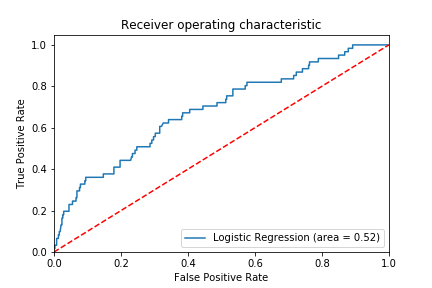 Receiver operating characteristic
1.0
0.8
0.6
0.4
0.2
0.0
True Positive Rate
Logistic Regression (area = 0.52)
0.0 0.2 0.4 0.6 0.8 1.0
False Positive Rate